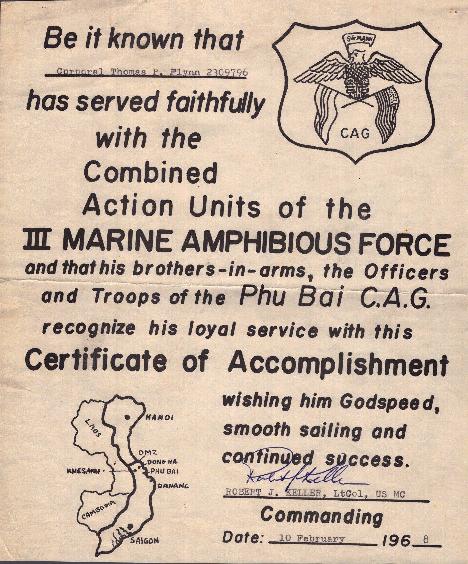 Be it known that
Corporal Thomas P. Flynn 2309796
has served faithfully
with the
Combined
Action Units of the
III MARINE AMPHIBIOUS FORCE
and that his brothers-in-arms, the Officers
and Troops of the Phu Bai C.A.G.
recognize his loyal service with this
Certificate of Accomplishment
wishing him Godspeed,
smooth sailing and
continued success.
ROBERT J. KELLER, LtCol, US MC
Commanding
Date: 10 February 1968
CAG
LAOS
HANOI
DMZ
DONG HA
KHESANH
PHU BAI
DANANG
CAMBODIA
SAIGON